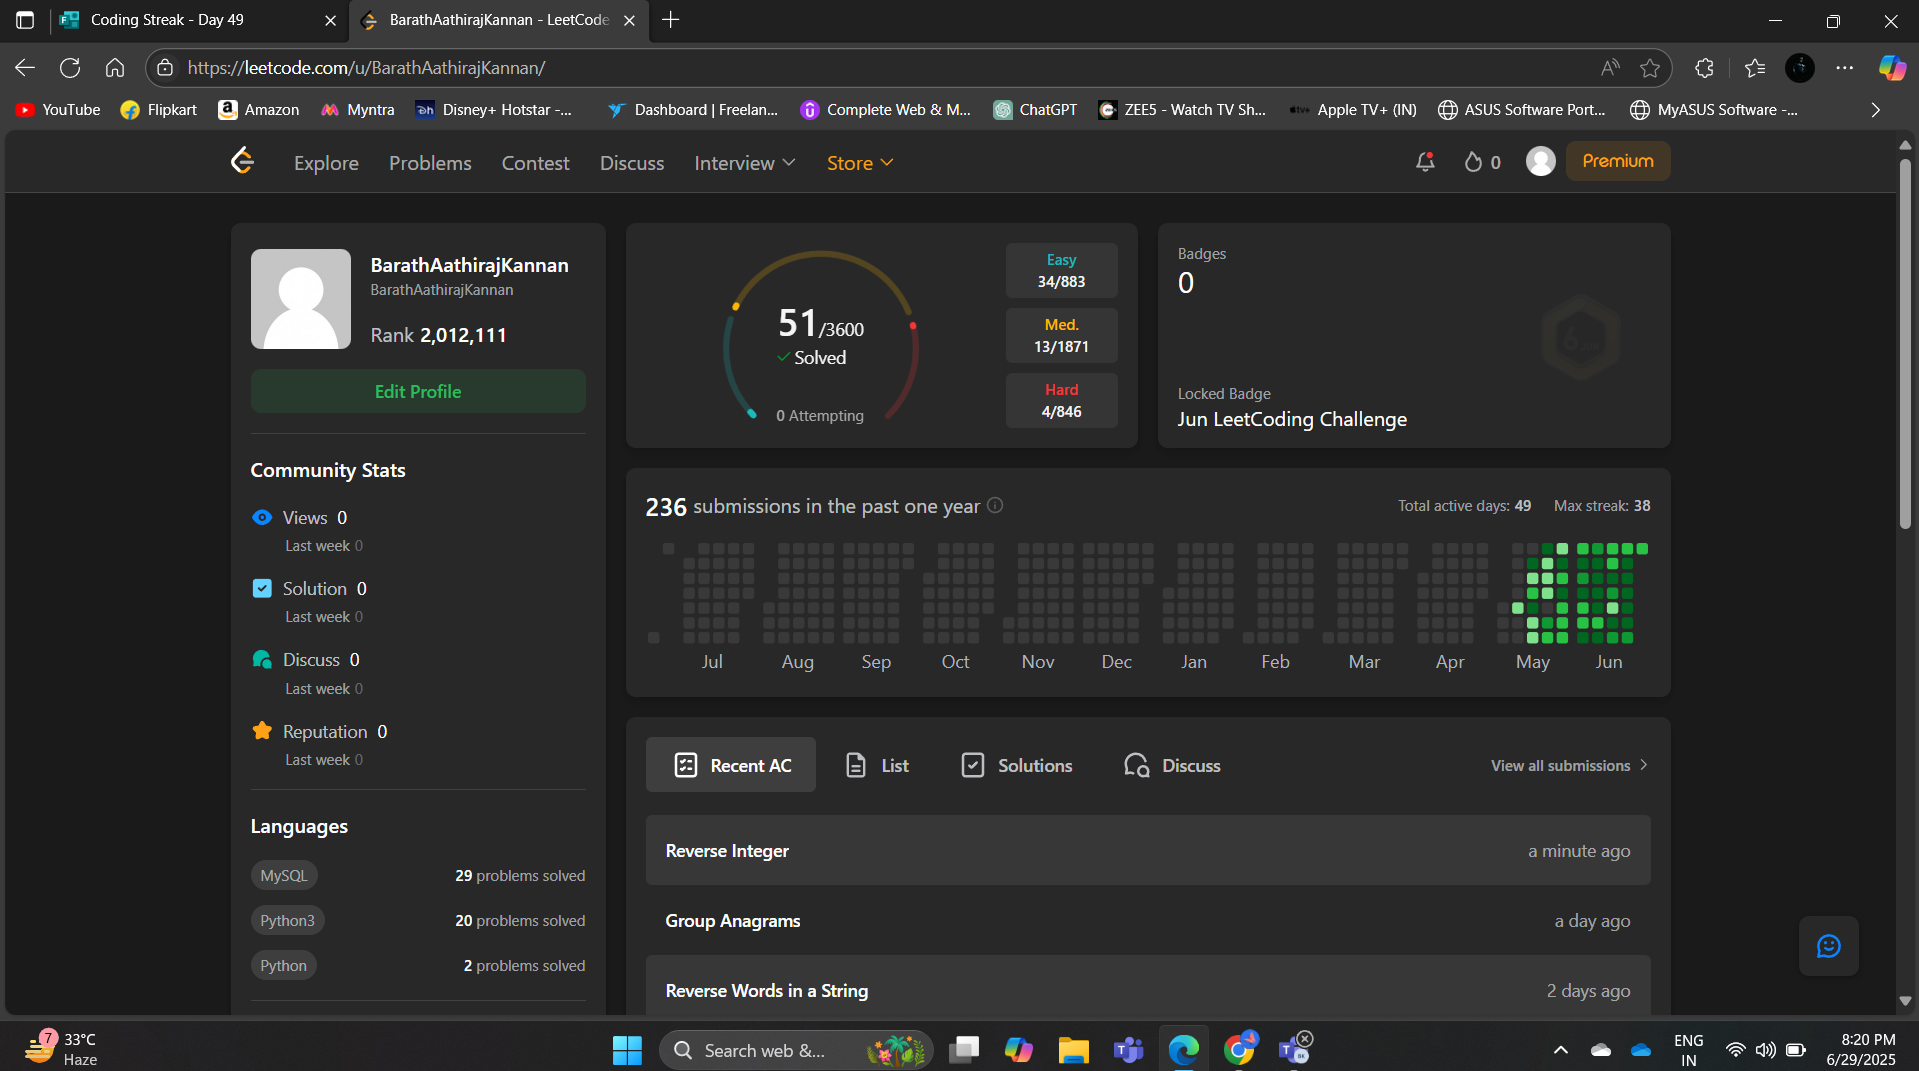 Coding Streak - Day 49
BarathAathirajKannan - LeetCode
https://leetcode.com/u/BarathAathirajKannan/
YouTube
Flipkart
Amazon
Myntra
Disney+ Hotstar -...
Dashboard | Freelan...
Complete Web & M...
ChatGPT
ZEE5 - Watch TV Sh...
Apple TV+ (IN)
ASUS Software Port...
MyASUS Software -...
Explore
Problems
Contest
Discuss
Interview
Store
0
Premium
BarathAathirajKannan
BarathAathirajKannan
Rank 2,012,111
Edit Profile
Community Stats
Views 0
Last week 0
Solution 0
Last week 0
Discuss 0
Last week 0
Reputation 0
Last week 0
Languages
MySQL 29 problems solved
Python3 20 problems solved
Python 2 problems solved
51/3600
Solved
0 Attempting
Easy
34/883
Med.
13/1871
Hard
4/846
Badges
0
Locked Badge
Jun LeetCoding Challenge
236 submissions in the past one year
Total active days: 49 Max streak: 38
Jul Aug Sep Oct Nov Dec Jan Feb Mar Apr May Jun
Recent AC
List
Solutions
Discuss
View all submissions
Reverse Integer a minute ago
Group Anagrams a day ago
Reverse Words in a String 2 days ago
7
33°C
Haze
Search web &...
ENG
IN
8:20 PM
6/29/2025